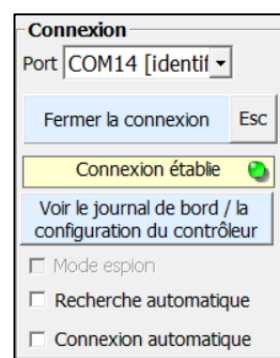 Connexion
Port COM14 [identif
Fermer la connexion Esc
Connexion établie
Voir le journal de bord / la
configuration du contrôleur
Mode espion
Recherche automatique
Connexion automatique